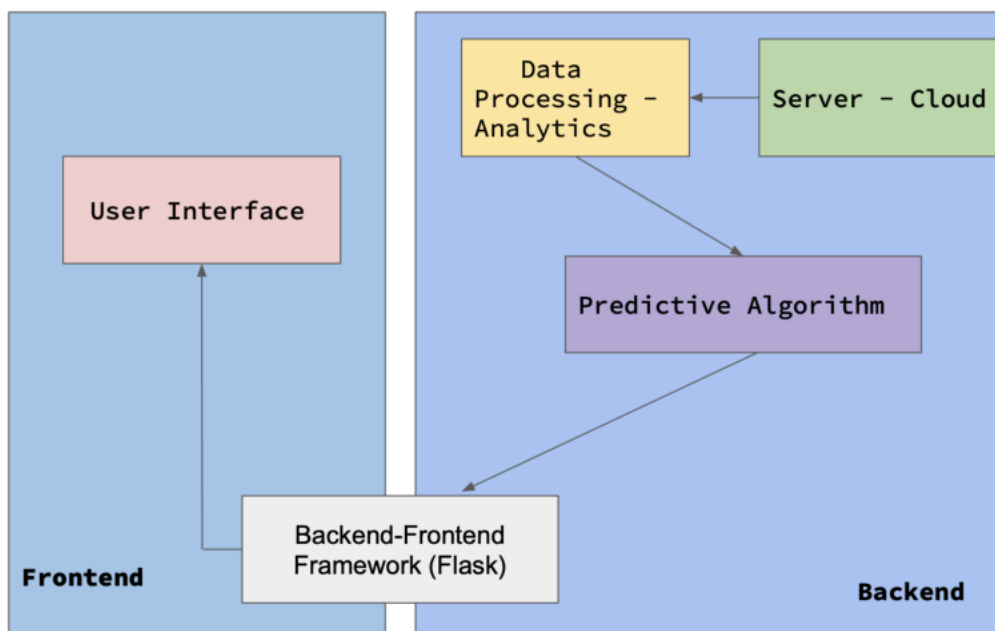 Data
Processing –
Analytics
Server – Cloud
User Interface
Predictive Algorithm
Backend-Frontend
Framework (Flask)
Frontend
Backend